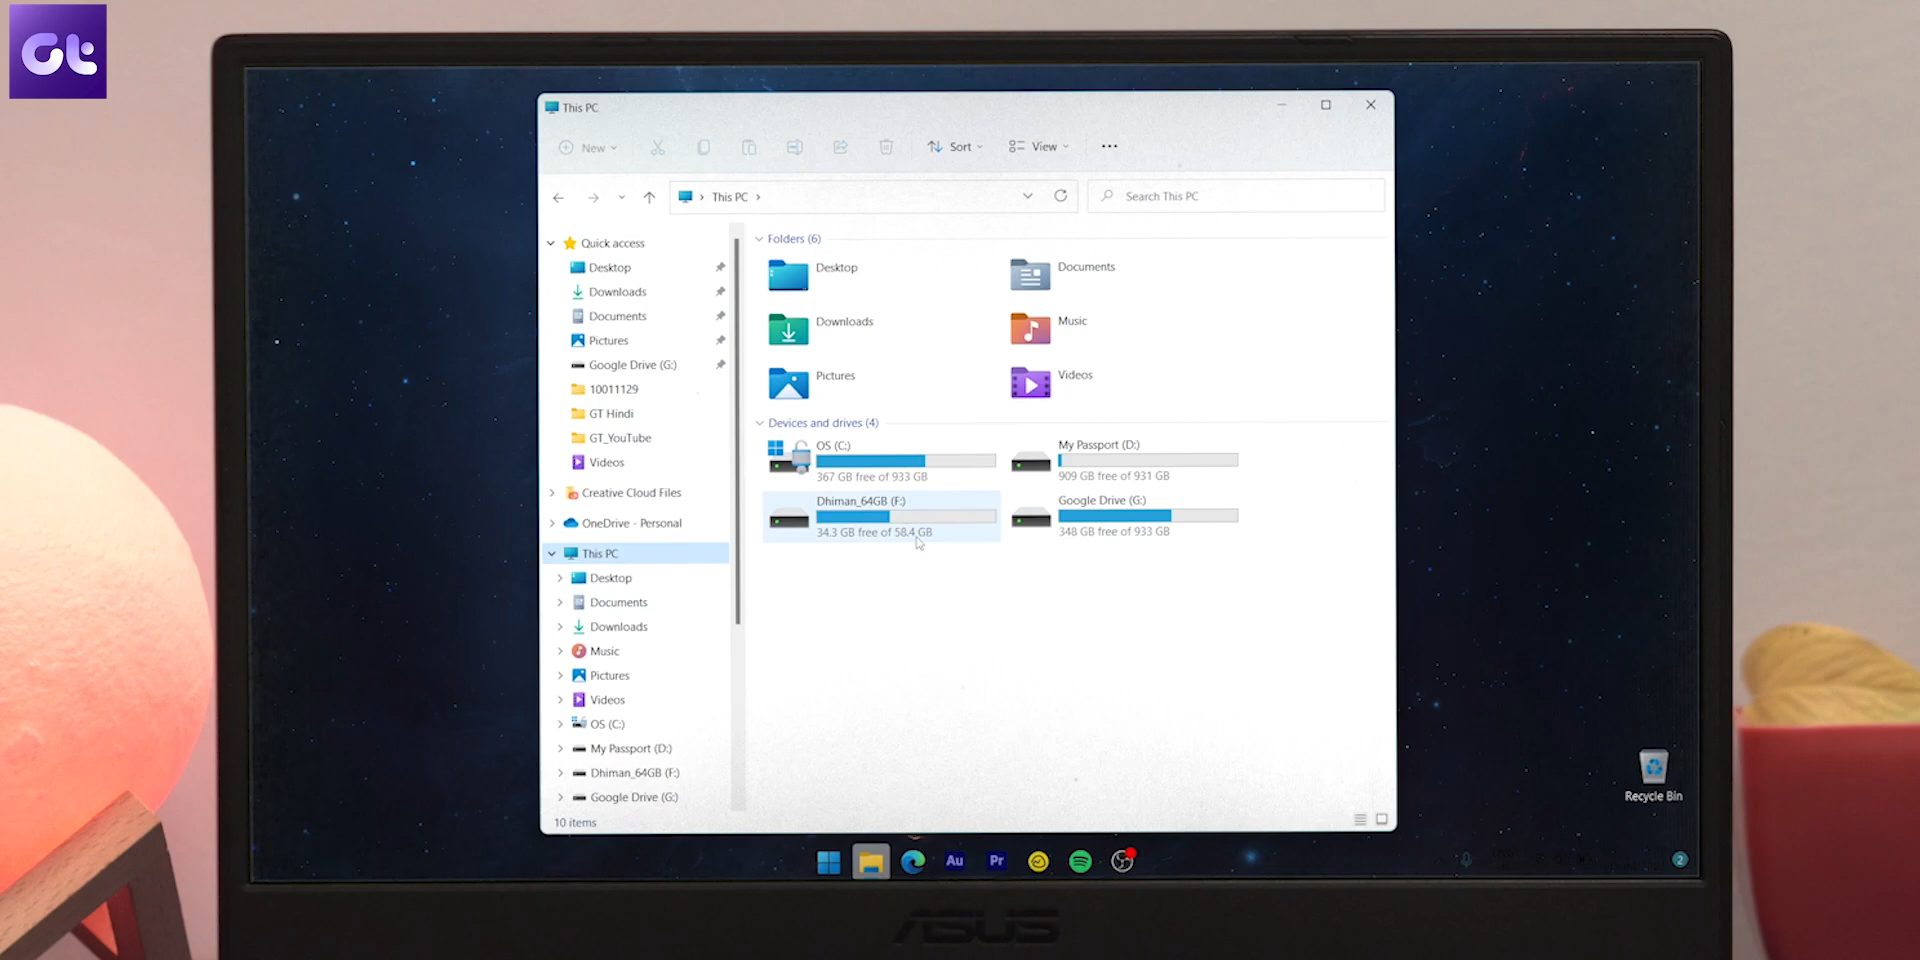 Gt
This PC
New
Sort
View
This PC
Search This PC
Quick access
Desktop
Downloads
Documents
Pictures
Google Drive (G:)
10011129
GT Hindi
GT_YouTube
Videos
Creative Cloud Files
OneDrive - Personal
This PC
Desktop
Documents
Downloads
Music
Pictures
Videos
OS (C:)
My Passport (D:)
Dhiman_64GB (F:)
Google Drive (G:)
10 items
Folders (6)
Desktop
Documents
Downloads
Music
Pictures
Videos
Devices and drives (4)
OS (C:)
367 GB free of 933 GB
My Passport (D:)
909 GB free of 931 GB
Dhiman_64GB (F:)
34.3 GB free of 58.4 GB
Google Drive (G:)
348 GB free of 933 GB
Recycle Bin
Au
Pr
2
ASUS